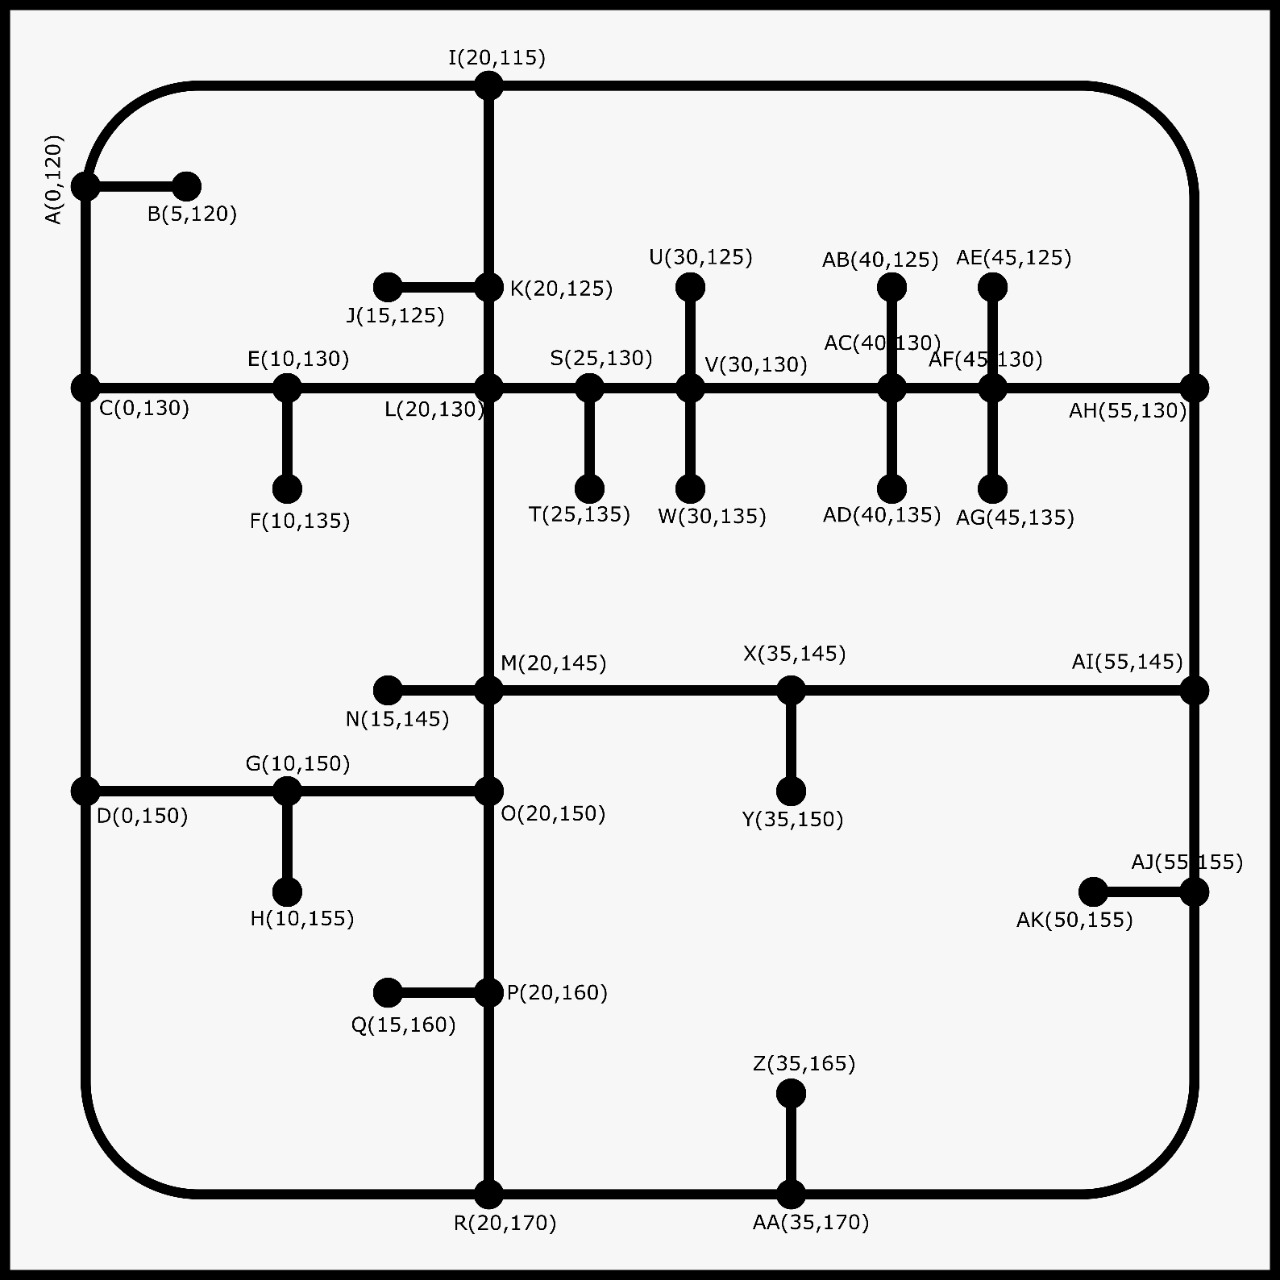 I(20,115)
A(0,120)
B(5,120)
U(30,125)
AB(40,125)
AE(45,125)
K(20,125)
J(15,125)
AC(40,130)
E(10,130)
S(25,130)
V(30,130)
AF(45,130)
C(0,130)
L(20,130)
AH(55,130)
F(10,135)
T(25,135)
W(30,135)
AD(40,135)
AG(45,135)
M(20,145)
X(35,145)
AI(55,145)
N(15,145)
G(10,150)
D(0,150)
O(20,150)
Y(35,150)
AJ(55,155)
H(10,155)
AK(50,155)
P(20,160)
Q(15,160)
Z(35,165)
R(20,170)
AA(35,170)